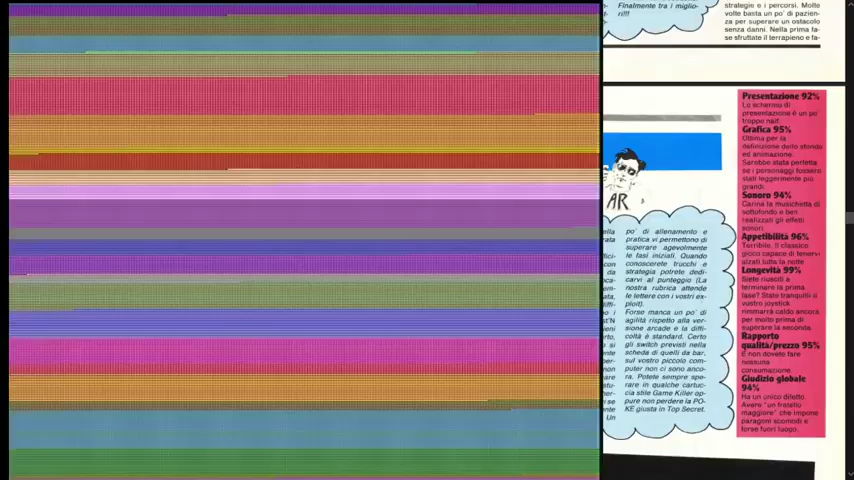 Finalmente tra i miglio-
ri!!!
strategie e i percorsi. Molte
volte basta un po' di pazien-
za per superare un ostacolo
senza danni. Nella prima fa-
se sfruttate il terrapieno e fa-
AR
po' di allenamento e
pratica vi permettono di
superare agevolmente
le fasi iniziali. Quando
conoscerete trucchi e
strategia potrete dedi-
carvi al punteggio (La
nostra rubrica attende
le lettere con i vostri ex-
ploit).
Forse manca un po' di
agilità rispetto alla ver-
sione arcade e la diffi-
coltà è standard. Certo
gli switch previsti nella
scheda di quelli da bar,
sul vostro piccolo com-
puter non ci sono anco-
ra. Potete sempre spe-
rare in qualche cartuc-
cia stile Game Killer op-
pure non perdere la PO-
KE giusta in Top Secret.
Un
Presentazione 92%
Lo schermo di
presentazione è un po'
troppo naif.
Grafica 95%
Ottima per la
definizione dello sfondo
ed animazione.
Sarebbe stata perfetta
se i personaggi fossero
stati leggermente più
grandi.
Sonoro 94%
Carina la musichetta di
sottofondo e ben
realizzati gli effetti
sonori.
Appetibilità 96%
Terribile. Il classico
gioco capace di tenervi
alzati tutta la notte
Longevità 99%
Siete riusciti a
terminare la prima
fase? State tranquilli il
vostro joystick
rimarrà caldo ancora
per molto prima di
superare la seconda.
Rapporto
qualità/prezzo 95%
E non dovete fare
nessuna
consumazione.
Giudizio globale
94%
Ha un unico difetto.
Avere "un fratello
maggiore" che impone
paragoni scomodi e
forse fuori luogo.